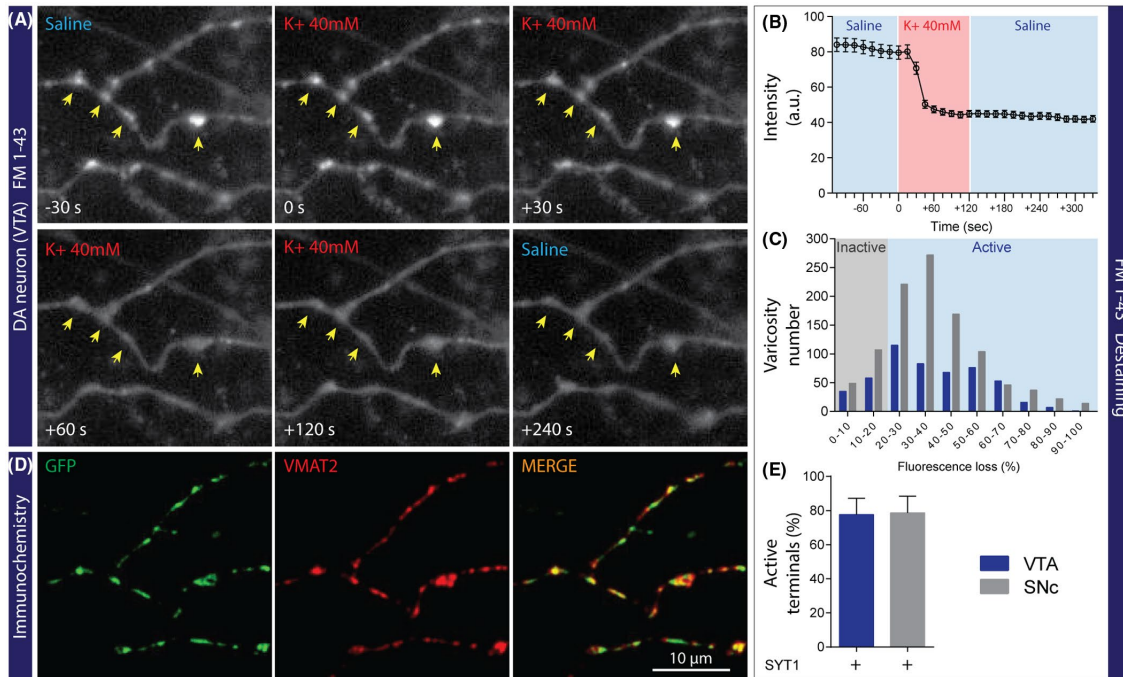 (A)
DA neuron (VTA) FM 1-43
Saline
-30 s
K+ 40mM
0 s
K+ 40mM
+30 s
K+ 40mM
+60 s
K+ 40mM
+120 s
Saline
+240 s
(D)
Immunochemistry
GFP
VMAT2
MERGE
10 µm
(B)
Saline
K+ 40mM
Saline
Intensity
(a.u.)
100
80
60
40
20
0
-60 0 +60 +120 +180 +240 +300
Time (sec)
(C)
Inactive
Active
Varicosity
number
300
250
200
150
100
50
0
0-10 10-20 20-30 30-40 40-50 50-60 60-70 70-80 80-90 90-100
Fluorescence loss (%)
FM 1-43 Destaining
(E)
Active
terminals (%)
100
80
60
40
20
0
SYT1 + +
VTA
SNc